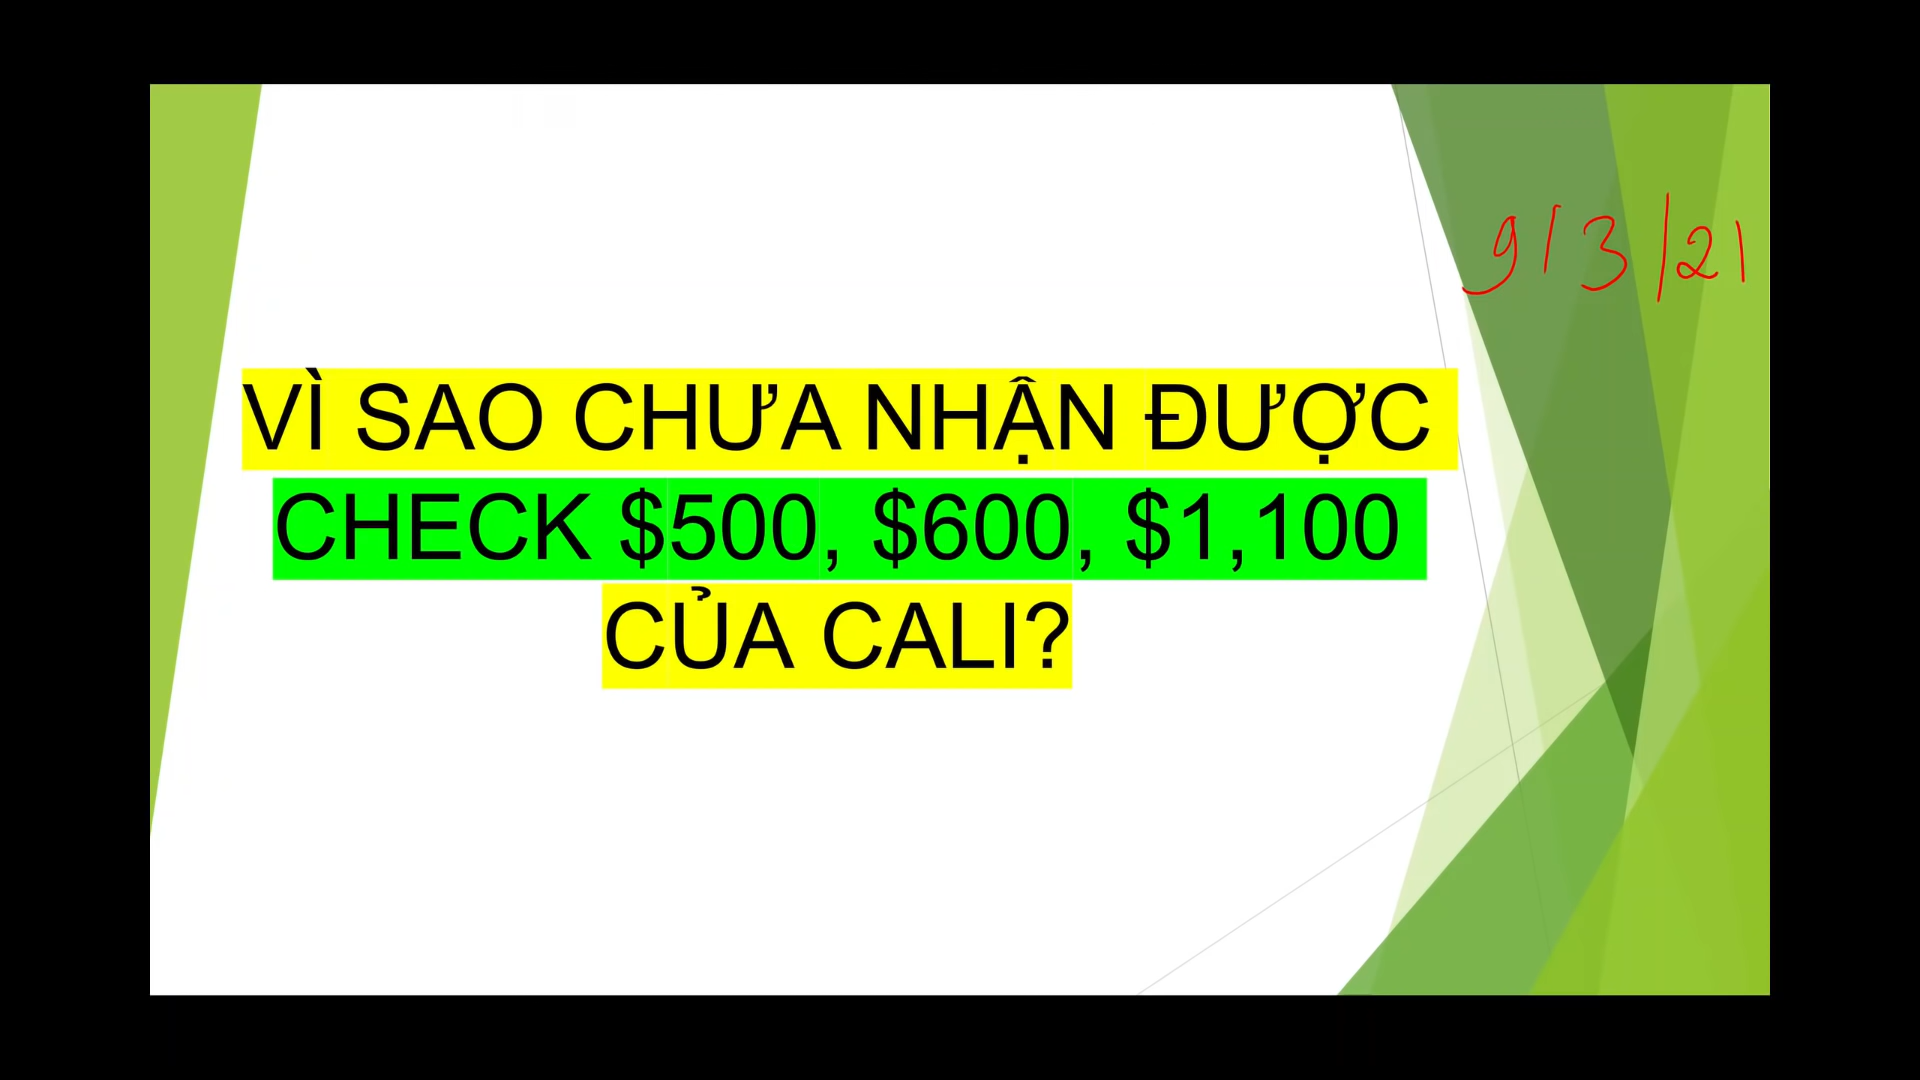 9/3/21
VÌ SAO CHƯA NHẬN ĐƯỢC
CHECK $500, $600, $1,100
CỦA CALI?